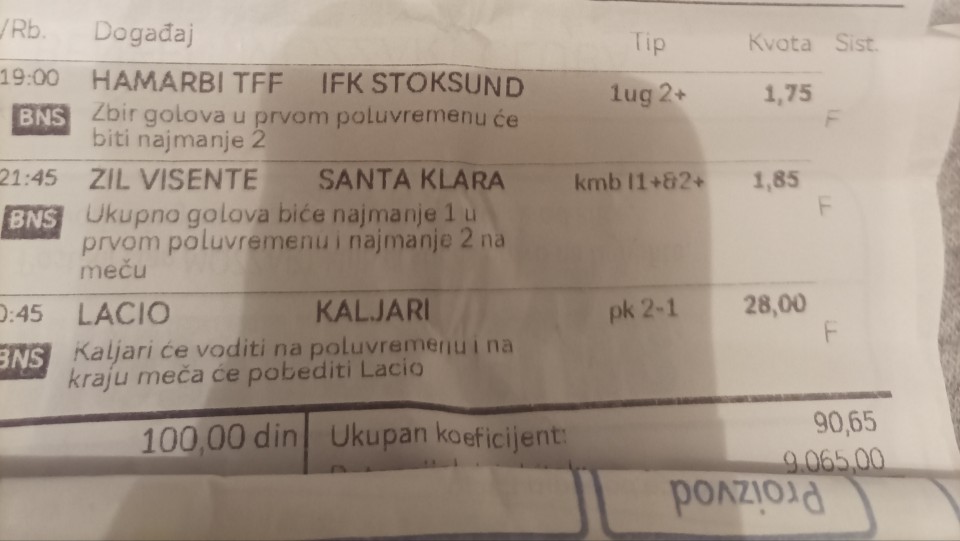 /Rb. Događaj Tip Kvota Sist.
19:00 HAMARBI TFF IFK STOKSUND 1ug 2+ 1,75
BNS Zbir golova u prvom poluvremenu će F
biti najmanje 2
21:45 ZIL VISENTE SANTA KLARA kmb I1+&2+ 1,85
BNS Ukupno golova biće najmanje 1 u F
prvom poluvremenu i najmanje 2 na
meču
0:45 LACIO KALJARI pk 2-1 28,00
BNS Kaljari će voditi na poluvremenu i na F
kraju meča će pobediti Lacio
100,00 din Ukupan koeficijent: 90,65
9.065,00
Proizvod